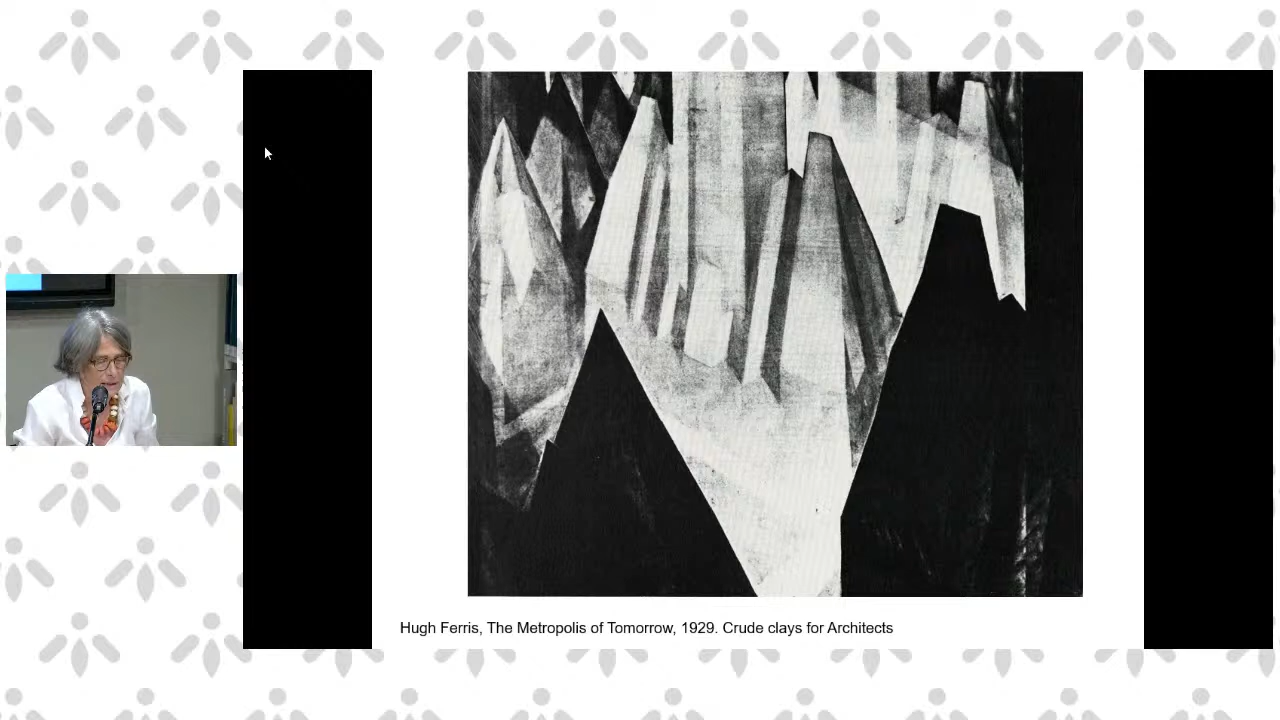 Hugh Ferris, The Metropolis of Tomorrow, 1929. Crude clays for Architects